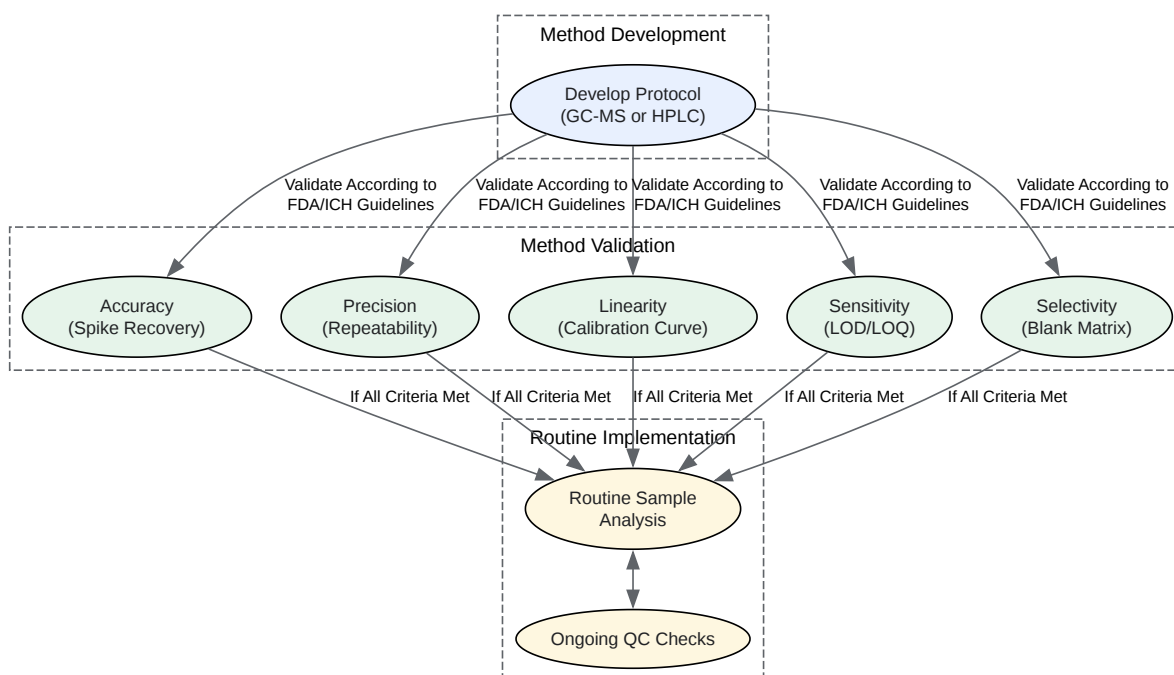 Method Development
Develop Protocol
(GC-MS or HPLC)
Validate According to
FDA/ICH Guidelines
Validate According to
FDA/ICH Guidelines
Validate According to
FDA/ICH Guidelines
Validate According to
FDA/ICH Guidelines
Validate According to
FDA/ICH Guidelines
Method Validation
Accuracy
(Spike Recovery)
Precision
(Repeatability)
Linearity
(Calibration Curve)
Sensitivity
(LOD/LOQ)
Selectivity
(Blank Matrix)
If All Criteria Met
If All Criteria Met
If All Criteria Met
If All Criteria Met
If All Criteria Met
Routine Implementation
Routine Sample
Analysis
Ongoing QC Checks